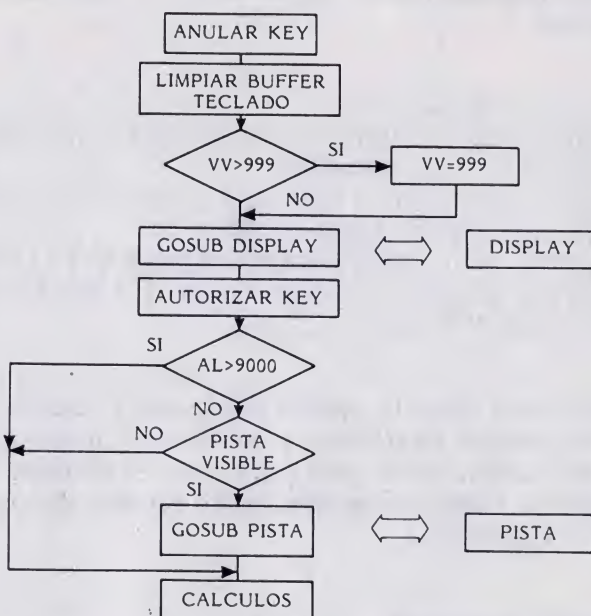 ANULAR KEY
LIMPIAR BUFFER
TECLADO
VV>999
SI
VV=999
NO
GOSUB DISPLAY
DISPLAY
AUTORIZAR KEY
SI
AL>9000
NO
NO
PISTA
VISIBLE
SI
GOSUB PISTA
PISTA
CALCULOS